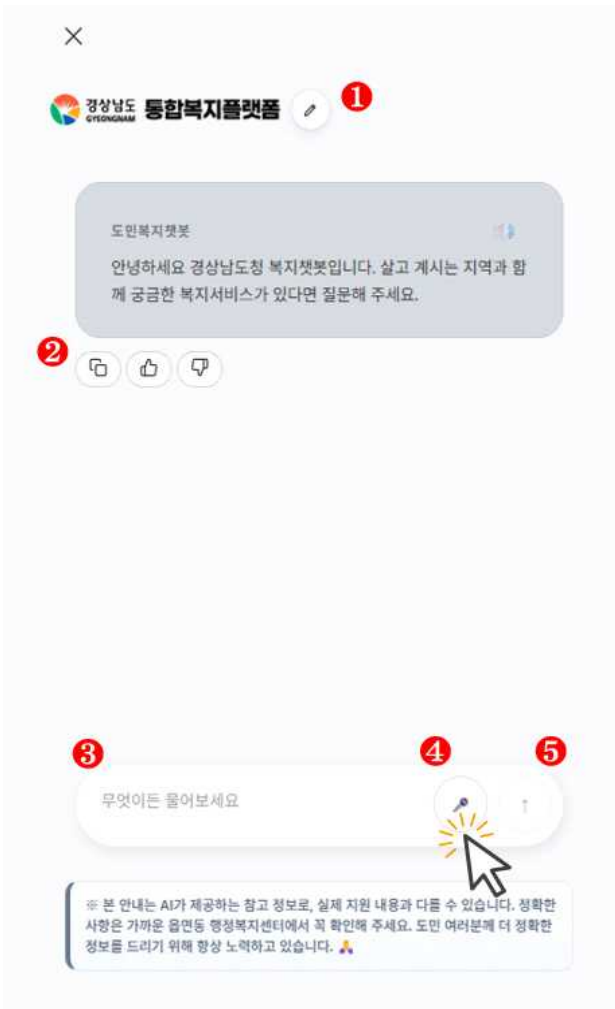 경상남도
GYEONGNAM
통합복지플랫폼
1
도민복지챗봇
안녕하세요 경상남도청 복지챗봇입니다. 살고 계시는 지역과 함
께 궁금한 복지서비스가 있다면 질문해 주세요.
2
3
4
5
무엇이든 물어보세요
※ 본 안내는 AI가 제공하는 참고 정보로, 실제 지원 내용과 다를 수 있습니다. 정확한
사항은 가까운 읍면동 행정복지센터에서 꼭 확인해 주세요. 도민 여러분께 더 정확한
정보를 드리기 위해 항상 노력하고 있습니다.